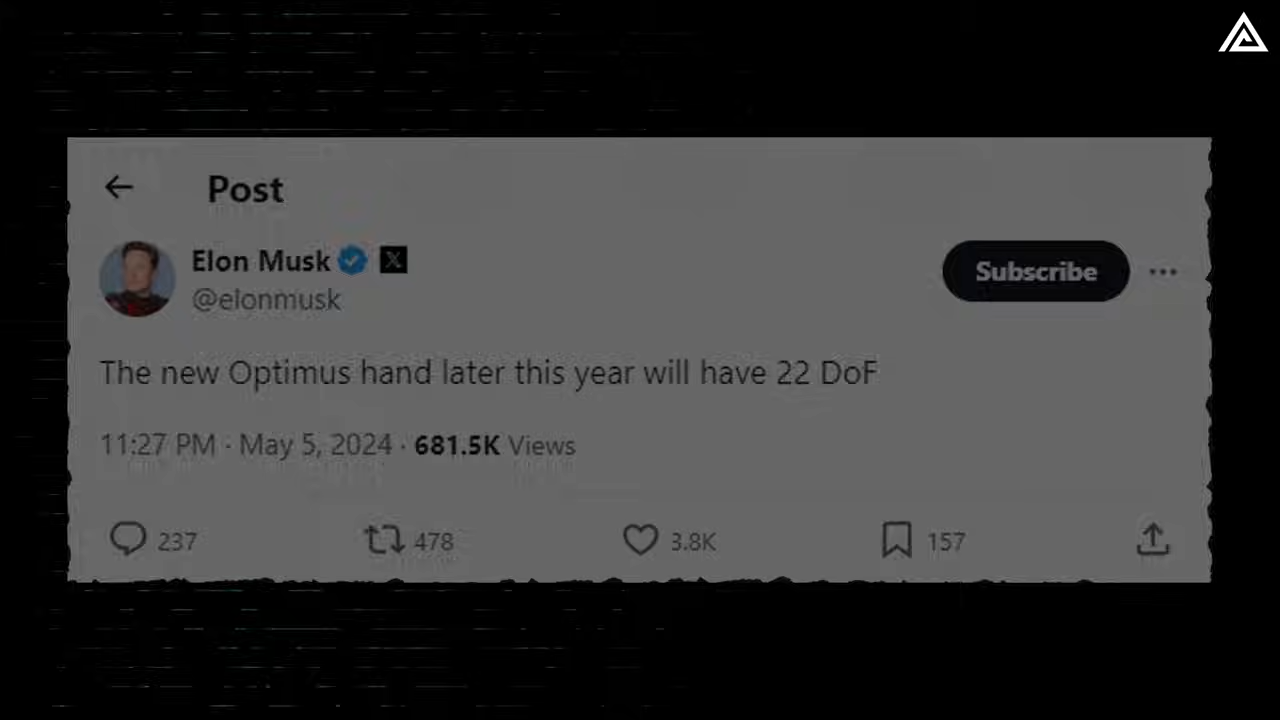 Post
Elon Musk
@elonmusk
Subscribe
The new Optimus hand later this year will have 22 DoF
11:27 PM · May 5, 2024 · 681.5K Views
237 478 3.8K 157